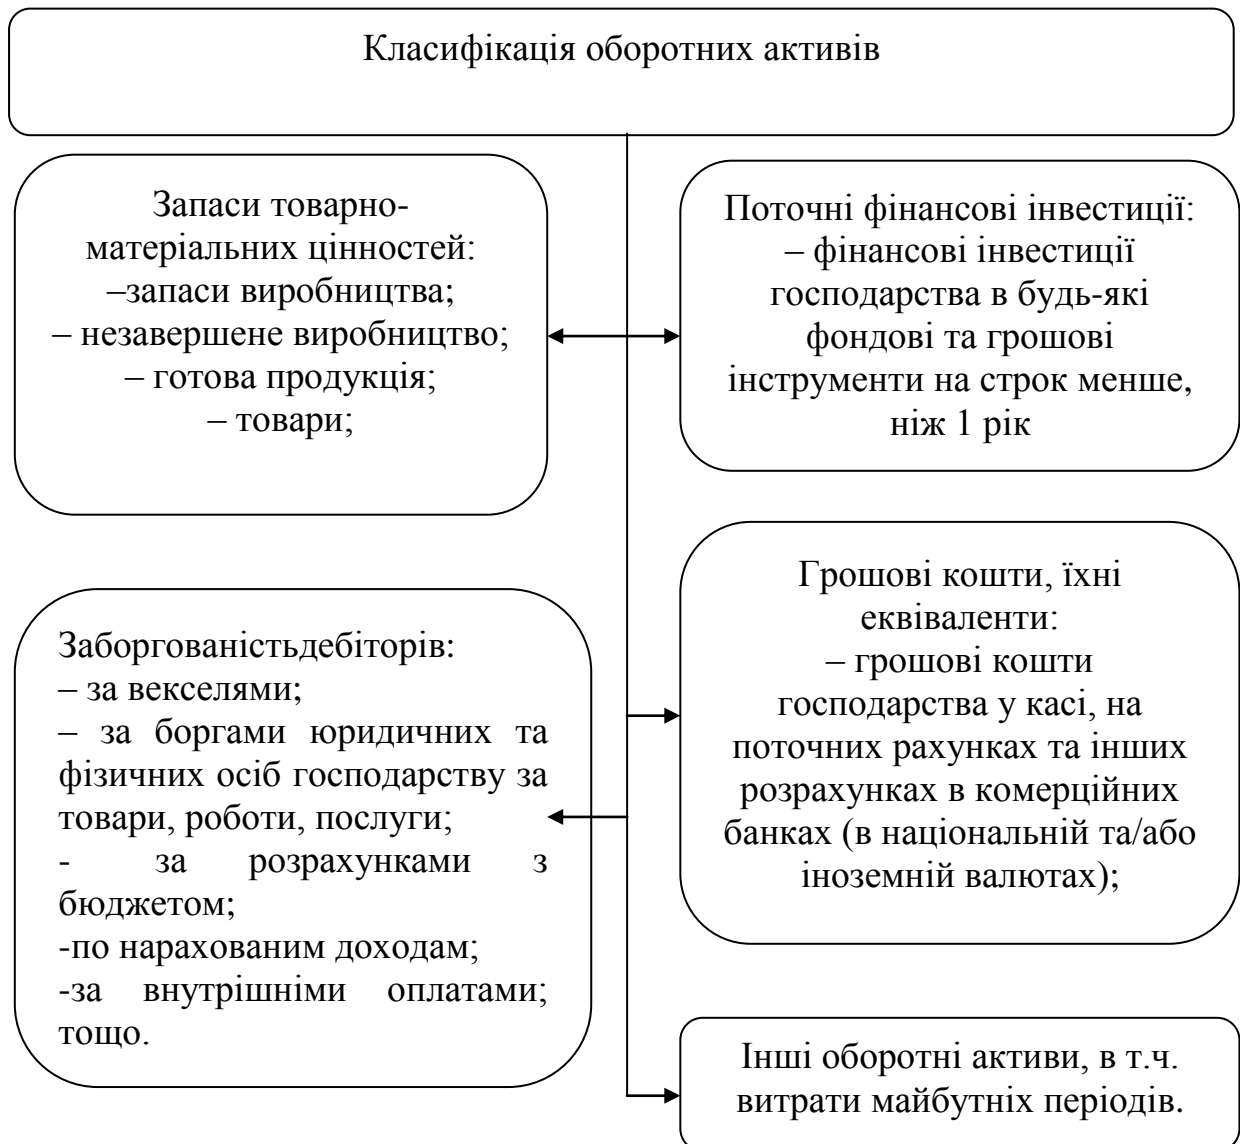 Класифікація оборотних активів
Запаси товарно-
матеріальних цінностей:
–запаси виробництва;
– незавершене виробництво;
– готова продукція;
– товари;
Поточні фінансові інвестиції:
– фінансові інвестиції
господарства в будь-які
фондові та грошові
інструменти на строк менше,
ніж 1 рік
Заборгованістьдебіторів:
– за векселями;
– за боргами юридичних та
фізичних осіб господарству за
товари, роботи, послуги;
- за розрахунками з
бюджетом;
-по нарахованим доходам;
-за внутрішніми оплатами;
тощо.
Грошові кошти, їхні
еквіваленти:
– грошові кошти
господарства у касі, на
поточних рахунках та інших
розрахунках в комерційних
банках (в національній та/або
іноземній валютах);
Інші оборотні активи, в т.ч.
витрати майбутніх періодів.